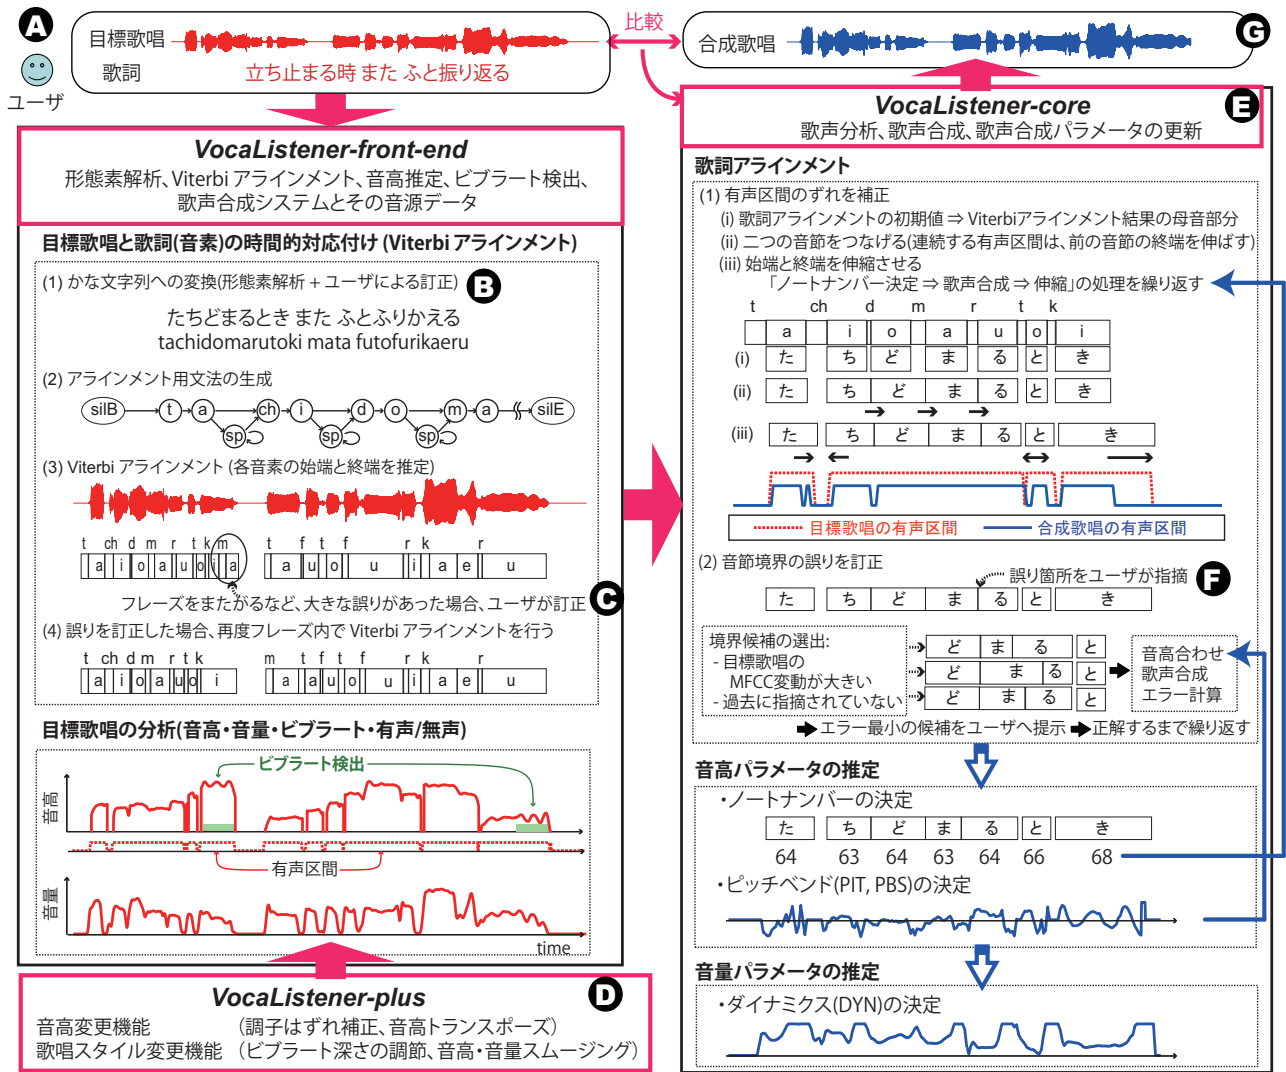 A
目標歌唱
歌詞 立ち止まる時 また ふと振り返る
ユーザ
比較
合成歌唱
G
VocaListener-front-end
形態素解析、Viterbi アラインメント、音高推定、ビブラート検出、
歌声合成システムとその音源データ
目標歌唱と歌詞(音素)の時間的対応付け (Viterbi アラインメント)
(1) かな文字列への変換(形態素解析 + ユーザによる訂正)
B
たちどまるとき また ふとふりかえる
tachidomarutoki mata futofurikaeru
(2) アラインメント用文法の生成
silB t a ch i d o m a silE
sp sp sp
(3) Viterbi アラインメント (各音素の始端と終端を推定)
t ch d m r t k m t f t f r k r
a i o a u o i a a u o u i a e u
フレーズをまたがるなど、大きな誤りがあった場合、ユーザが訂正
C
(4) 誤りを訂正した場合、再度フレーズ内で Viterbi アラインメントを行う
t ch d m r t k m t f t f r k r
a i o a u o i a a u o u i a e u
目標歌唱の分析(音高・音量・ビブラート・有声/無声)
ビブラート検出
音高
有声区間
音量
time
VocaListener-plus
D
音高変更機能 (調子はずれ補正、音高トランスポーズ)
歌唱スタイル変更機能 (ビブラート深さの調節、音高・音量スムージング)
VocaListener-core
E
歌声分析、歌声合成、歌声合成パラメータの更新
歌詞アラインメント
(1) 有声区間のずれを補正
(i) 歌詞アラインメントの初期値 ⇒ Viterbiアラインメント結果の母音部分
(ii) 二つの音節をつなげる(連続する有声区間は、前の音節の終端を伸ばす)
(iii) 始端と終端を伸縮させる
「ノートナンバー決定 ⇒ 歌声合成 ⇒ 伸縮」の処理を繰り返す
t ch d m r t k
a i o a u o i
(i) た ち ど ま る と き
(ii) た ち ど ま る と き
(iii) た ち ど ま る と き
目標歌唱の有声区間 合成歌唱の有声区間
(2) 音節境界の誤りを訂正
誤り箇所をユーザが指摘
F
た ち ど ま る と き
境界候補の選出:
- 目標歌唱の
MFCC変動が大きい
- 過去に指摘されていない
ど ま る と
ど ま る と
ど ま る と
音高合わせ
歌声合成
エラー計算
エラー最小の候補をユーザへ提示 正解するまで繰り返す
音高パラメータの推定
・ノートナンバーの決定
た ち ど ま る と き
64 63 64 63 64 66 68
・ピッチベンド(PIT, PBS)の決定
音量パラメータの推定
・ダイナミクス(DYN)の決定